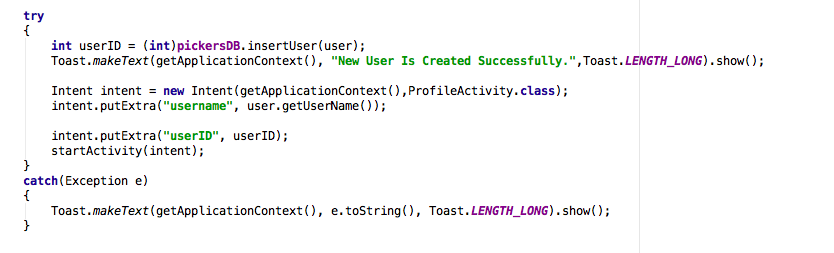 try
{
int userID = (int)pickersDB.insertUser(user);
Toast.makeText(getApplicationContext(), "New User Is Created Successfully.",Toast.LENGTH_LONG).show();
Intent intent = new Intent(getApplicationContext(),ProfileActivity.class);
intent.putExtra("username", user.getUserName());
intent.putExtra("userID", userID);
startActivity(intent);
}
catch(Exception e)
{
Toast.makeText(getApplicationContext(), e.toString(), Toast.LENGTH_LONG).show();
}